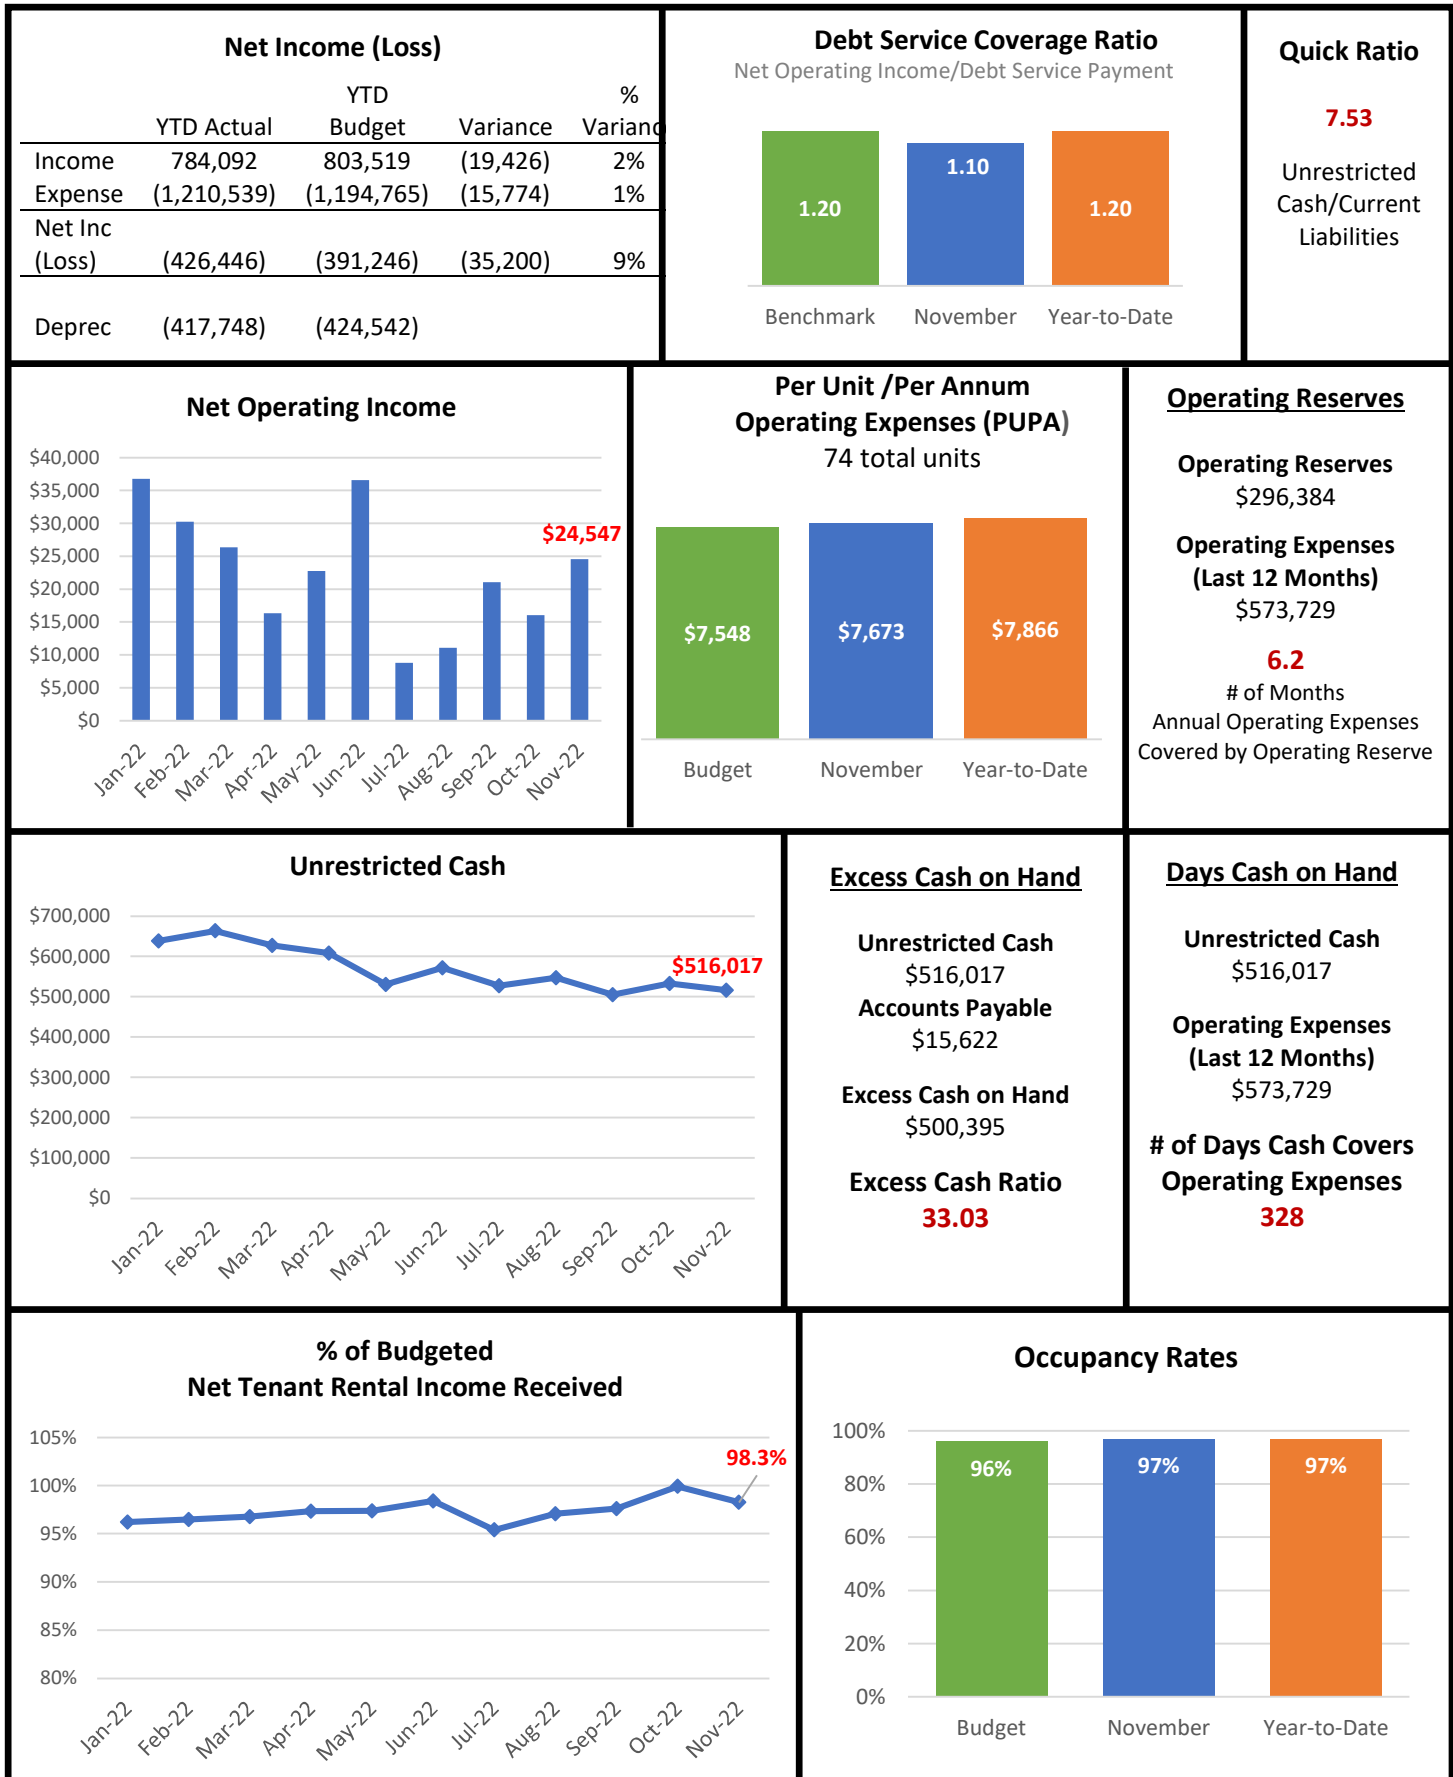 Net Income (Loss)
YTD Actual YTD Budget Variance % Varianc
Income 784,092 803,519 (19,426) 2%
Expense (1,210,539) (1,194,765) (15,774) 1%
Net Inc
(Loss) (426,446) (391,246) (35,200) 9%
Deprec (417,748) (424,542)
Debt Service Coverage Ratio
Net Operating Income/Debt Service Payment
1.20 1.10 1.20
Benchmark November Year-to-Date
Quick Ratio
7.53
Unrestricted
Cash/Current
Liabilities
Net Operating Income
$40,000
$35,000
$30,000
$25,000
$20,000
$15,000
$10,000
$5,000
$0
$24,547
Jan-22 Feb-22 Mar-22 Apr-22 May-22 Jun-22 Jul-22 Aug-22 Sep-22 Oct-22 Nov-22
Per Unit /Per Annum
Operating Expenses (PUPA)
74 total units
$7,548 $7,673 $7,866
Budget November Year-to-Date
Operating Reserves
Operating Reserves
$296,384
Operating Expenses
(Last 12 Months)
$573,729
6.2
# of Months
Annual Operating Expenses
Covered by Operating Reserve
Unrestricted Cash
$700,000
$600,000
$500,000
$400,000
$300,000
$200,000
$100,000
$0
$516,017
Jan-22 Feb-22 Mar-22 Apr-22 May-22 Jun-22 Jul-22 Aug-22 Sep-22 Oct-22 Nov-22
Excess Cash on Hand
Unrestricted Cash
$516,017
Accounts Payable
$15,622
Excess Cash on Hand
$500,395
Excess Cash Ratio
33.03
Days Cash on Hand
Unrestricted Cash
$516,017
Operating Expenses
(Last 12 Months)
$573,729
# of Days Cash Covers
Operating Expenses
328
% of Budgeted
Net Tenant Rental Income Received
105%
100%
95%
90%
85%
80%
98.3%
Jan-22 Feb-22 Mar-22 Apr-22 May-22 Jun-22 Jul-22 Aug-22 Sep-22 Oct-22 Nov-22
Occupancy Rates
100%
80%
60%
40%
20%
0%
96% 97% 97%
Budget November Year-to-Date